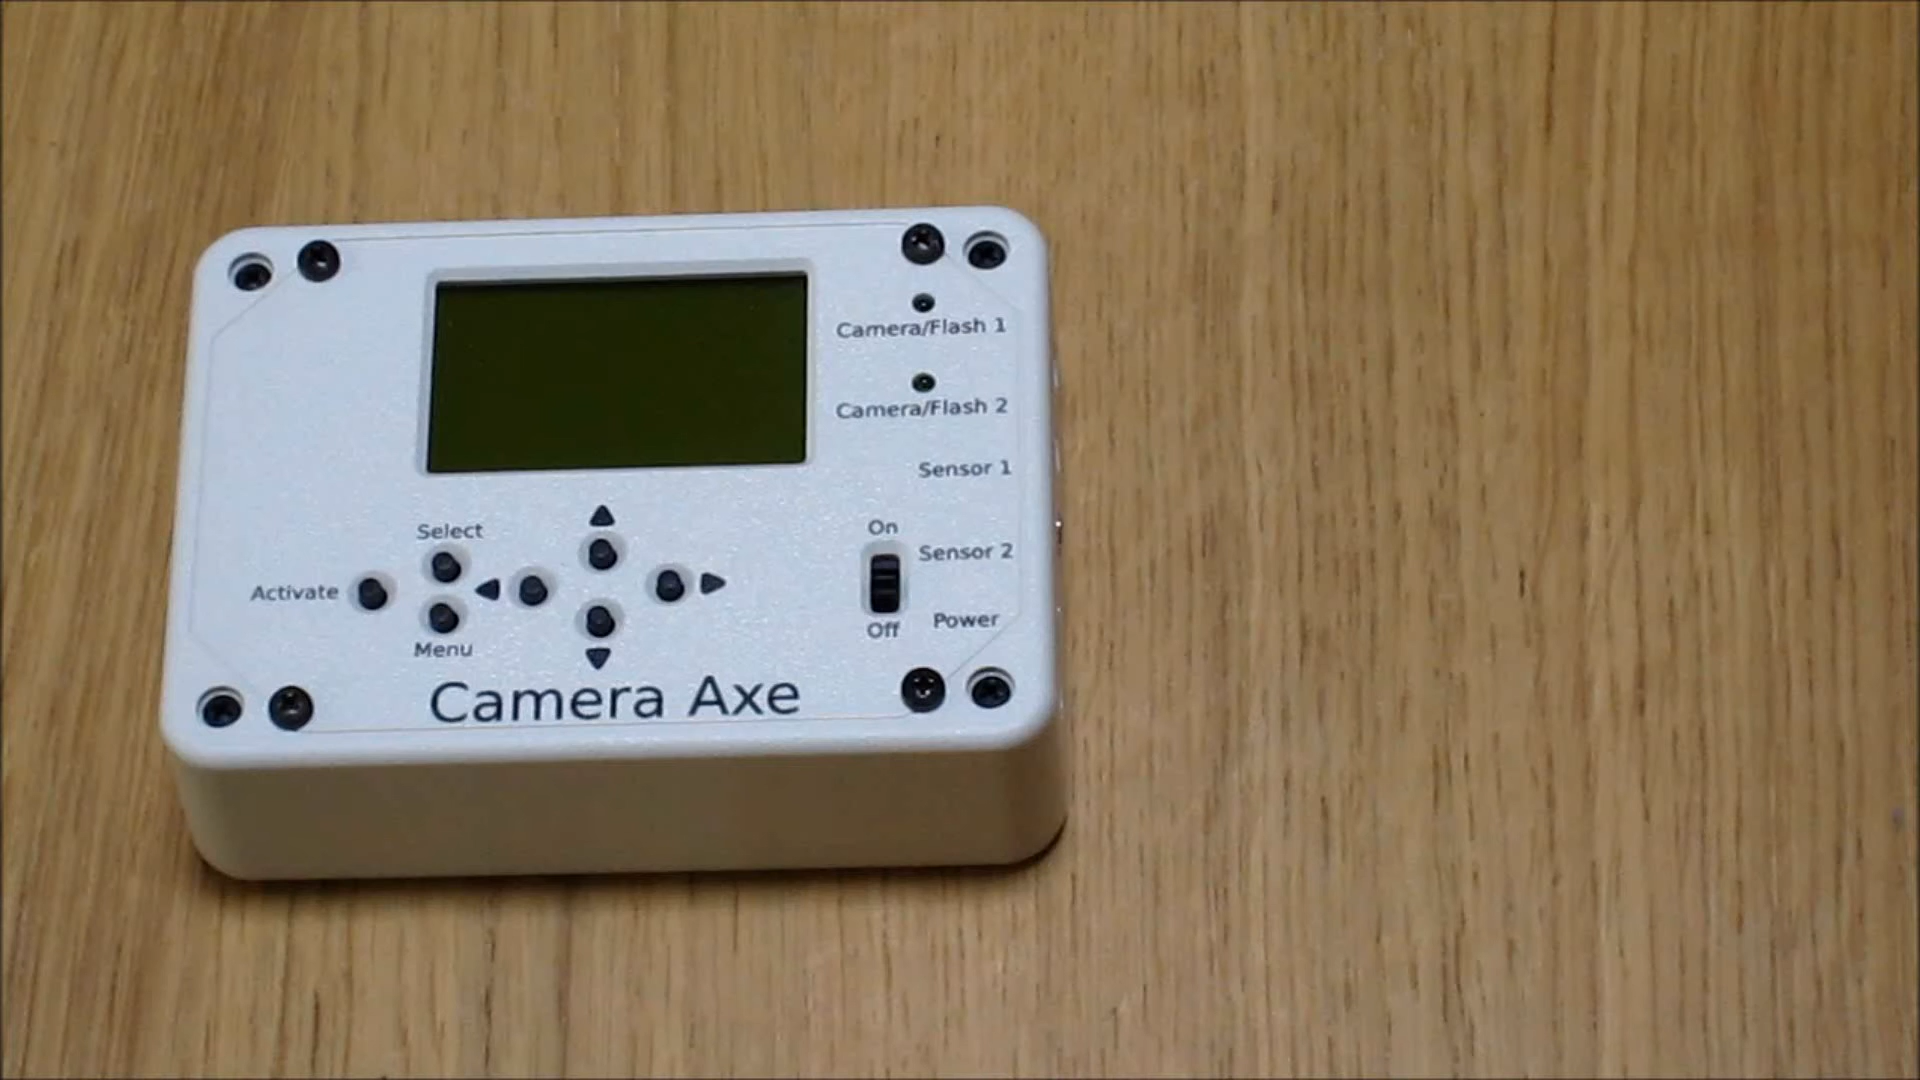 Camera/Flash 1
Camera/Flash 2
Sensor 1
Select
On
Sensor 2
Activate
Power
Off
Menu
Camera Axe